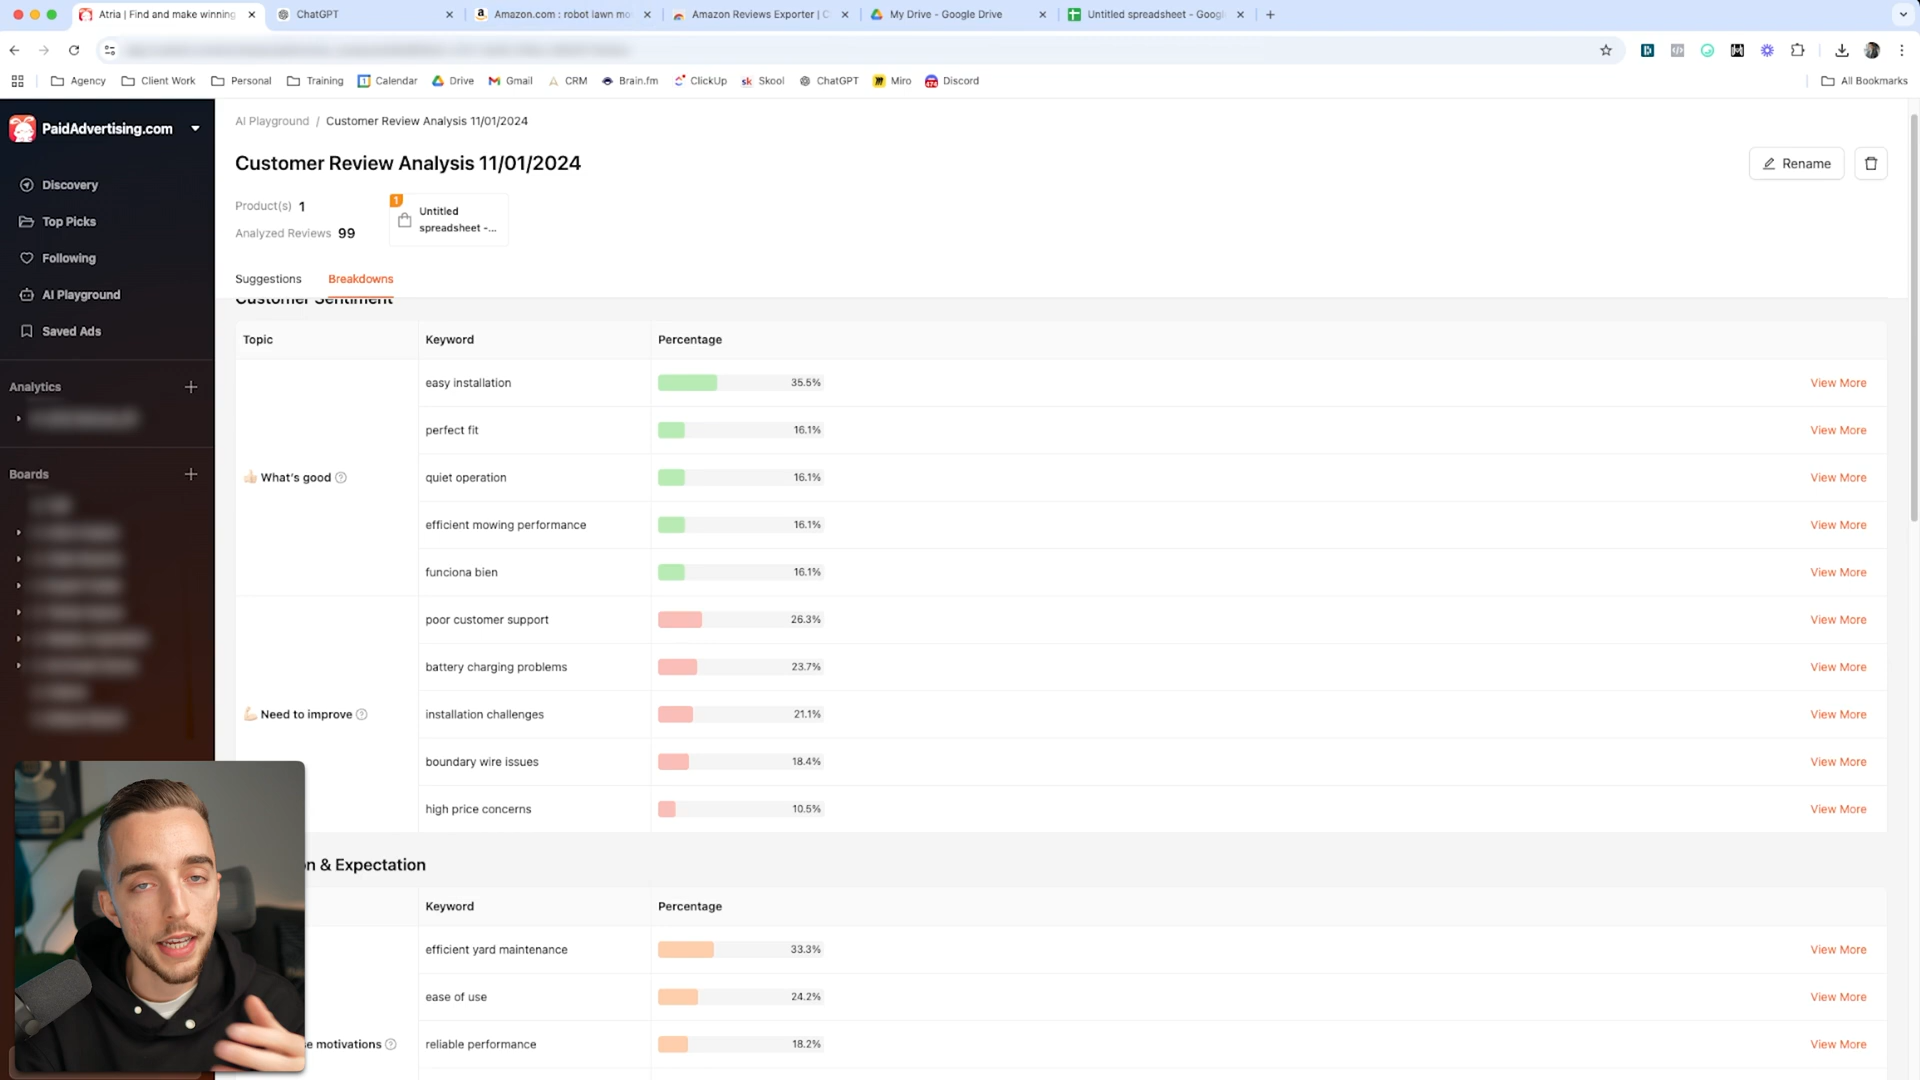 Atria | Find and make winning
ChatGPT
Amazon.com : robot lawn mo
Amazon Reviews Exporter | C
My Drive - Google Drive
Untitled spreadsheet - Goog
Agency
Client Work
Personal
Training
Calendar
Drive
Gmail
CRM
Brain.fm
ClickUp
Skool
ChatGPT
Miro
Discord
All Bookmarks
PaidAdvertising.com
Discovery
Top Picks
Following
AI Playground
Saved Ads
Analytics
Boards
AI Playground / Customer Review Analysis 11/01/2024
Customer Review Analysis 11/01/2024
Rename
Product(s) 1
Analyzed Reviews 99
1
Untitled
spreadsheet -...
Suggestions
Breakdowns
Customer Sentiment
Topic Keyword Percentage
What's good
easy installation 35.5% View More
perfect fit 16.1% View More
quiet operation 16.1% View More
efficient mowing performance 16.1% View More
funciona bien 16.1% View More
Need to improve
poor customer support 26.3% View More
battery charging problems 23.7% View More
installation challenges 21.1% View More
boundary wire issues 18.4% View More
high price concerns 10.5% View More
n & Expectation
Keyword Percentage
efficient yard maintenance 33.3% View More
ease of use 24.2% View More
e motivations
reliable performance 18.2% View More